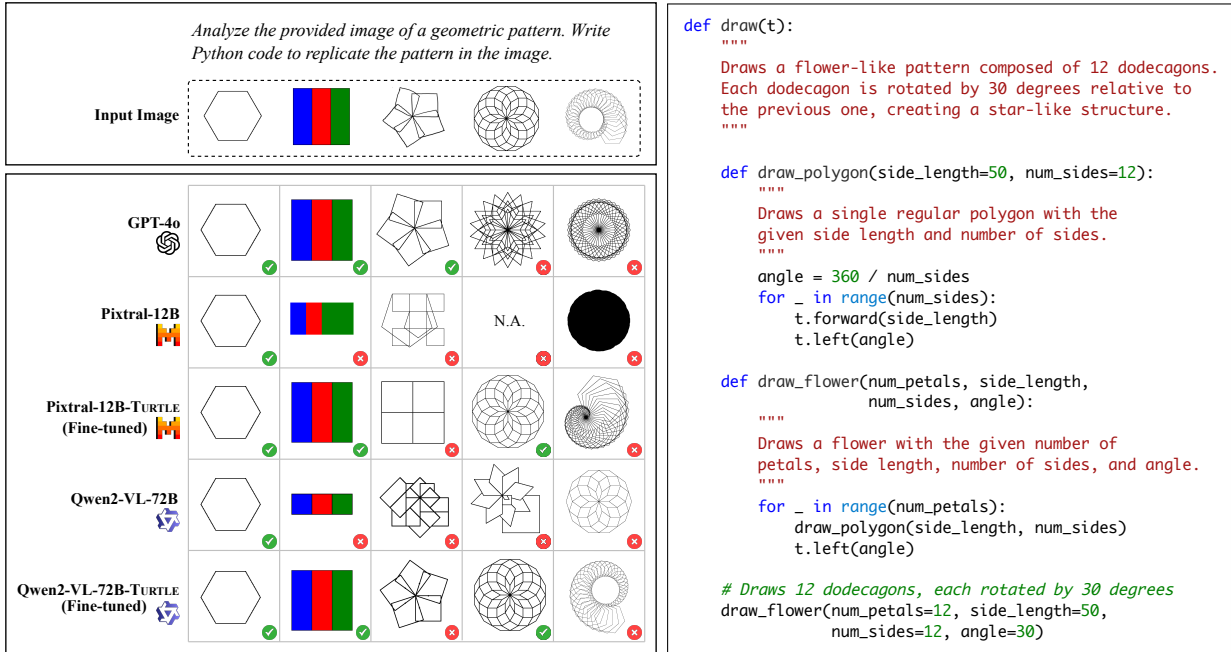 Analyze the provided image of a geometric pattern. Write
Python code to replicate the pattern in the image.
Input Image
GPT-4o
Pixtral-12B
N.A.
Pixtral-12B-TURTLE
(Fine-tuned)
Qwen2-VL-72B
Qwen2-VL-72B-TURTLE
(Fine-tuned)
def draw(t):
    """
    Draws a flower-like pattern composed of 12 dodecagons.
    Each dodecagon is rotated by 30 degrees relative to
    the previous one, creating a star-like structure.
    """
    def draw_polygon(side_length=50, num_sides=12):
        """
        Draws a single regular polygon with the
        given side length and number of sides.
        """
        angle = 360 / num_sides
        for _ in range(num_sides):
            t.forward(side_length)
            t.left(angle)
    def draw_flower(num_petals, side_length,
                    num_sides, angle):
        """
        Draws a flower with the given number of
        petals, side length, number of sides, and angle.
        """
        for _ in range(num_petals):
            draw_polygon(side_length, num_sides)
            t.left(angle)
    # Draws 12 dodecagons, each rotated by 30 degrees
    draw_flower(num_petals=12, side_length=50,
                num_sides=12, angle=30)